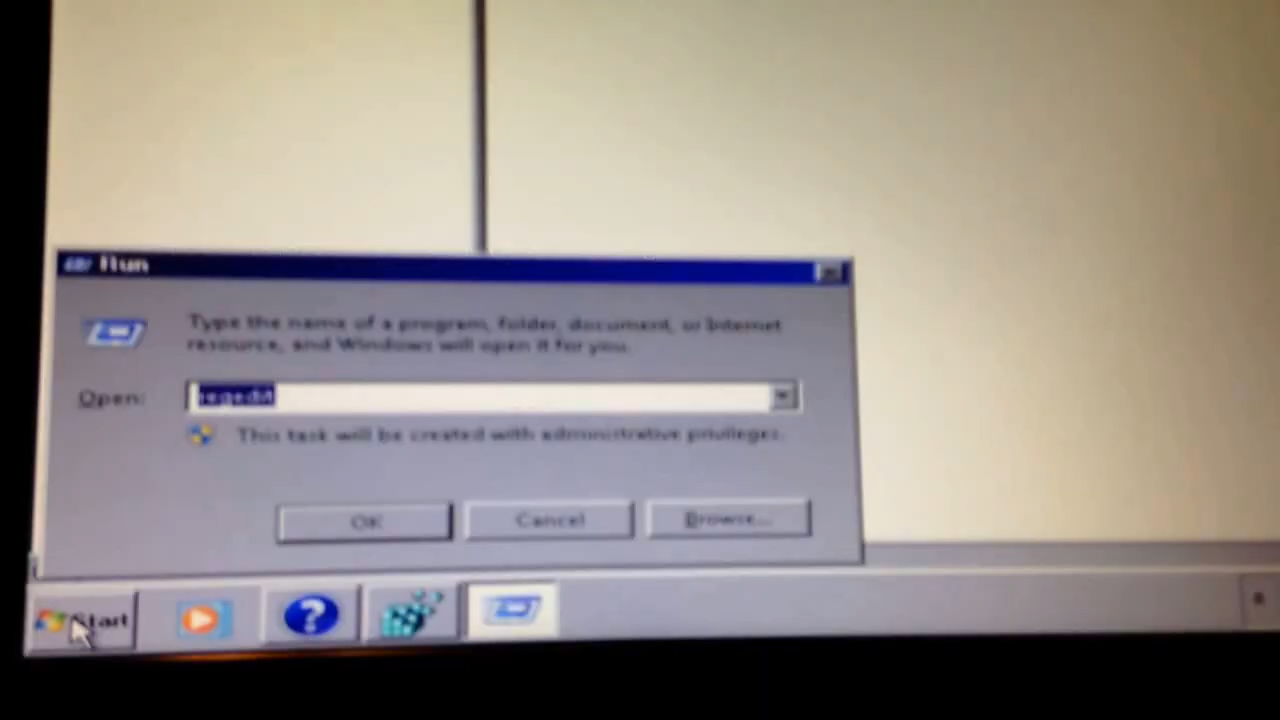 Run
Type the name of a program, folder, document, or Internet
resource, and Windows will open it for you.
Open:
regedit
This task will be created with administrative privileges.
OK
Cancel
Browse...
Start